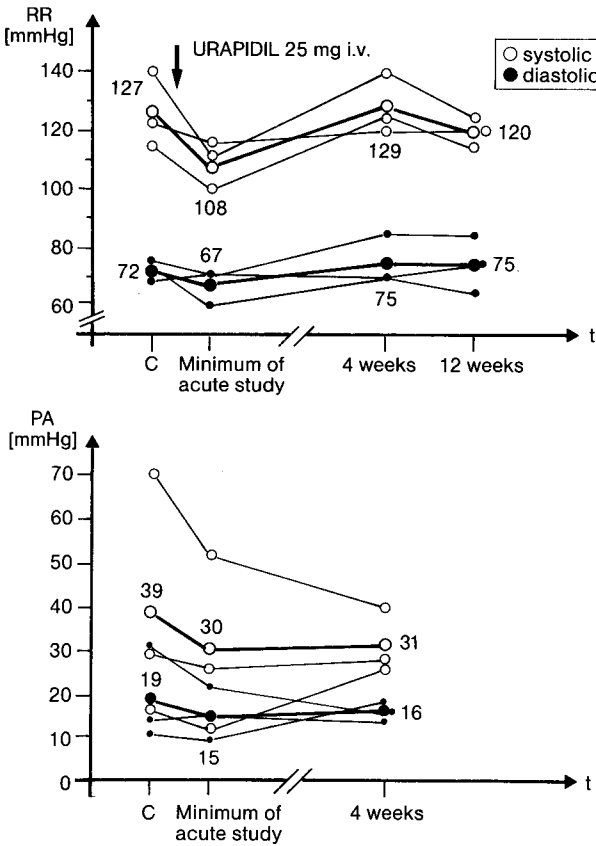 RR
[mmHg]
URAPIDIL 25 mg i.v.
systolic
diastolic
140
127
120
120
129
100
108
80
67
72
75
75
60
t
C
Minimum of
acute study
4 weeks
12 weeks
PA
[mmHg]
70
60
50
40
39
30
30
31
20
19
16
10
15
0
t
C
Minimum of
acute study
4 weeks